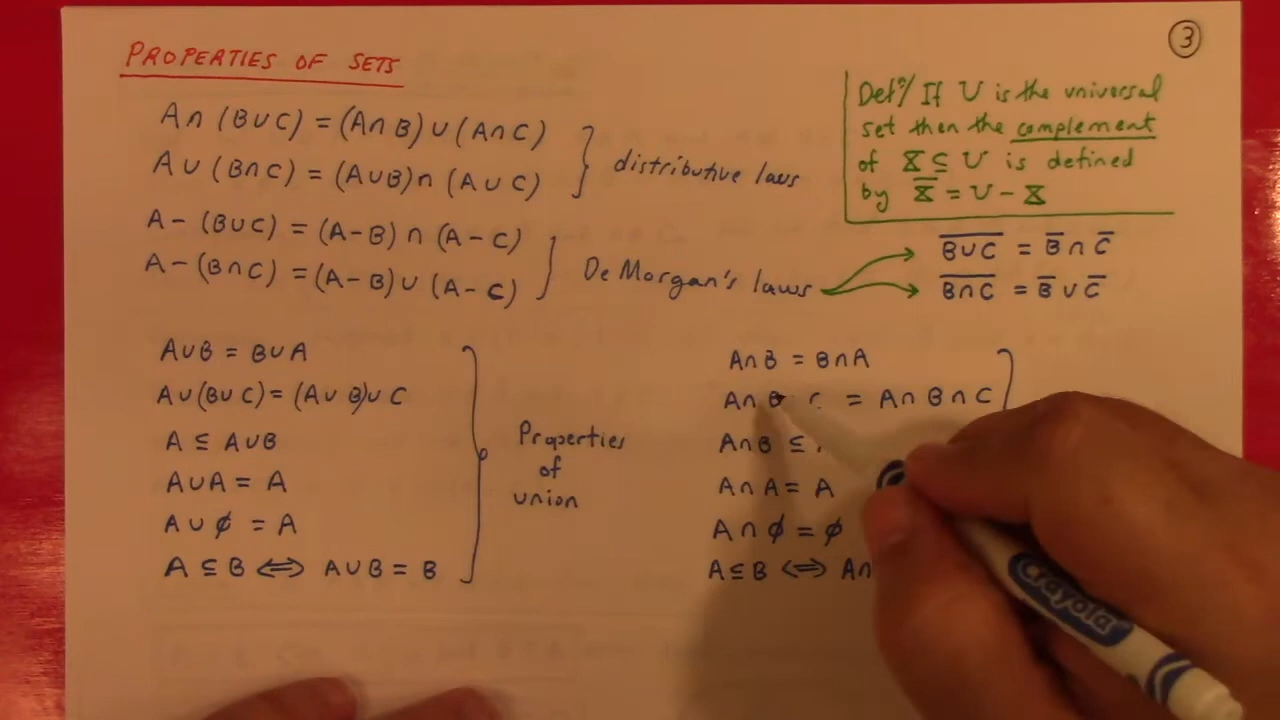 PROPERTIES OF SETS
3
A∩(B∪C) = (A∩B)∪(A∩C)
A∪(B∩C) = (A∪B)∩(A∪C)
distributive laws
A-(B∪C) = (A-B)∩(A-C)
A-(B∩C) = (A-B)∪(A-C)
De Morgan's laws
Defⁿ/ If U is the universal
set then the complement
of X ⊆ U is defined
by X̅ = U - X
B̅∪̅C̅ = B̅∩C̅
B̅∩̅C̅ = B̅∪C̅
A∪B = B∪A
A∪(B∪C) = (A∪B)∪C
A ⊆ A∪B
A∪A = A
A∪∅ = A
A⊆B ⟺ A∪B = B
Properties
of
union
A∩B = B∩A
A∩B C = A∩B∩C
A∩B ⊆
A∩A = A
A∩∅ = ∅
A⊆B ⟺ A∩
Crayola